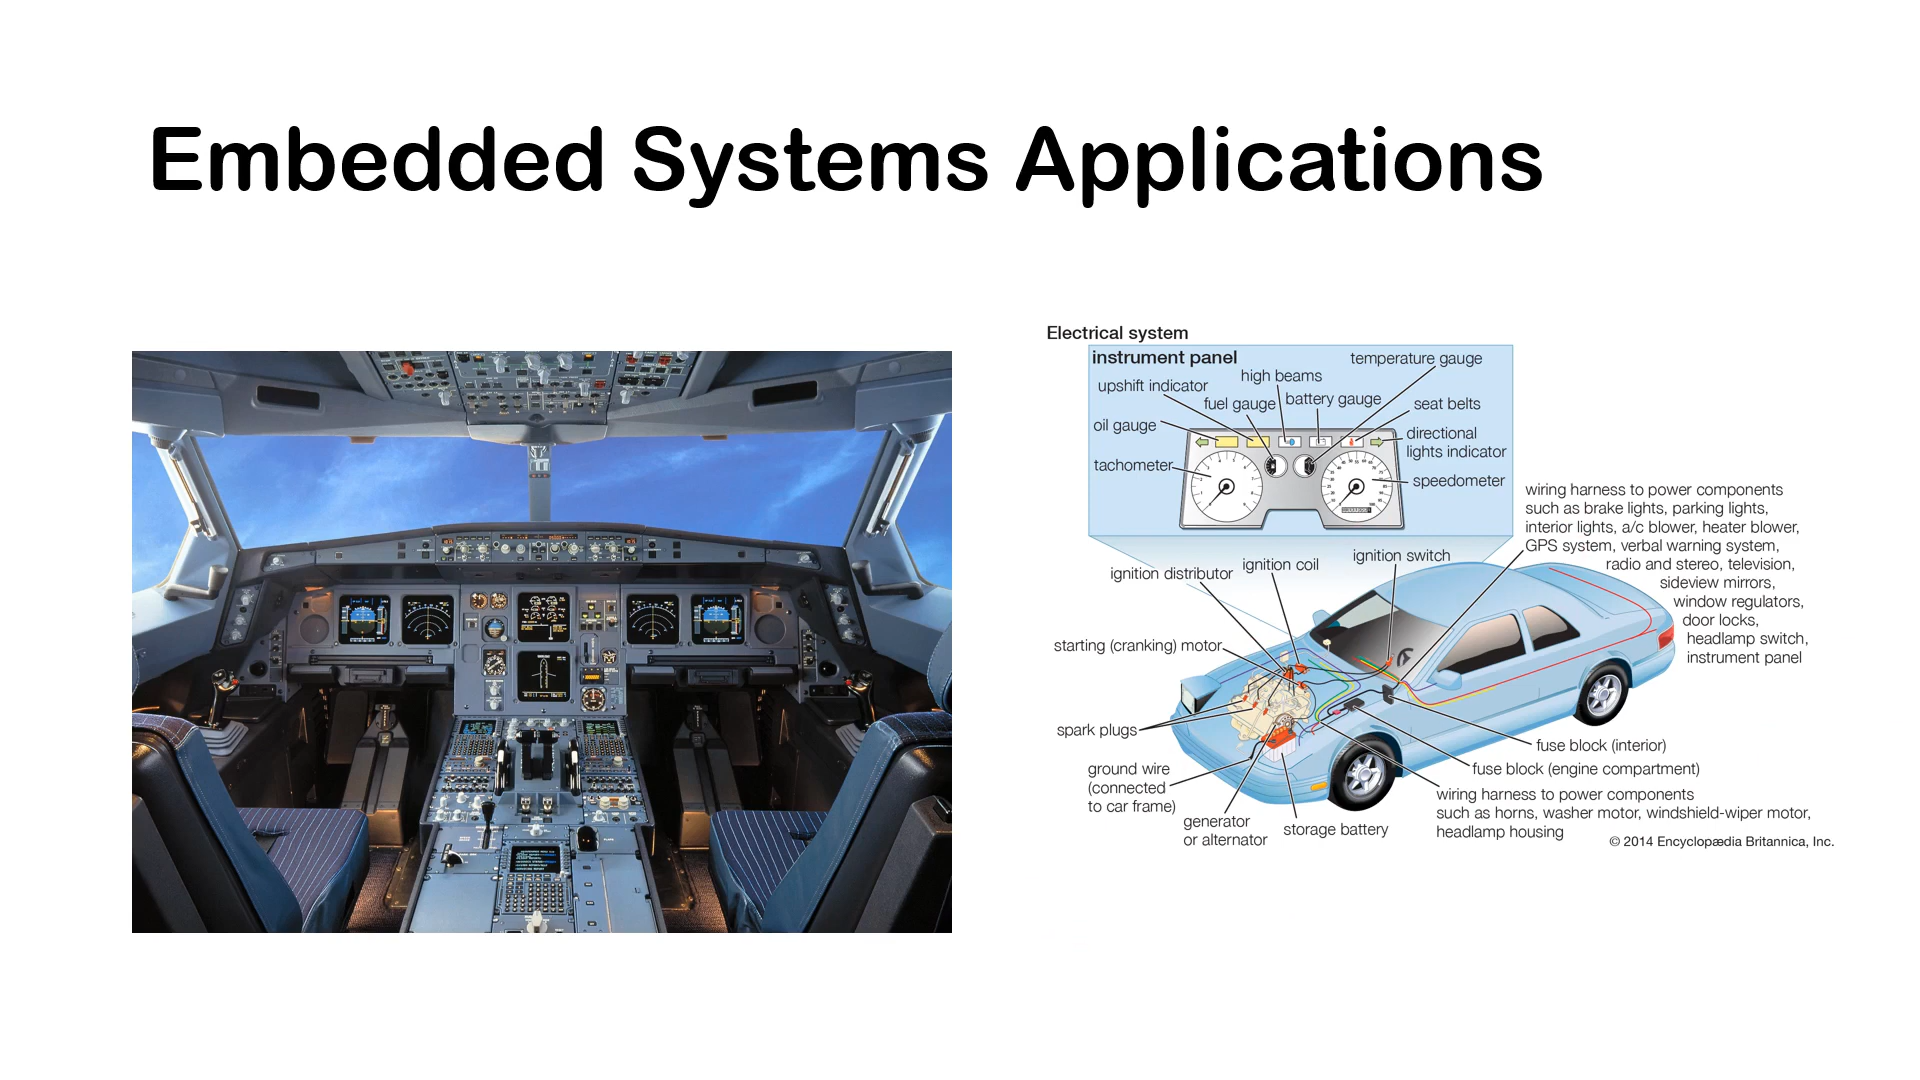 Embedded Systems Applications
Electrical system
instrument panel
temperature gauge
high beams
upshift indicator
fuel gauge
battery gauge
seat belts
oil gauge
directional
lights indicator
tachometer
speedometer
wiring harness to power components
such as brake lights, parking lights,
interior lights, a/c blower, heater blower,
GPS system, verbal warning system,
radio and stereo, television,
sideview mirrors,
window regulators,
door locks,
headlamp switch,
instrument panel
ignition switch
ignition coil
ignition distributor
starting (cranking) motor
spark plugs
ground wire
(connected
to car frame)
generator
or alternator
storage battery
fuse block (interior)
fuse block (engine compartment)
wiring harness to power components
such as horns, washer motor, windshield-wiper motor,
headlamp housing
© 2014 Encyclopædia Britannica, Inc.